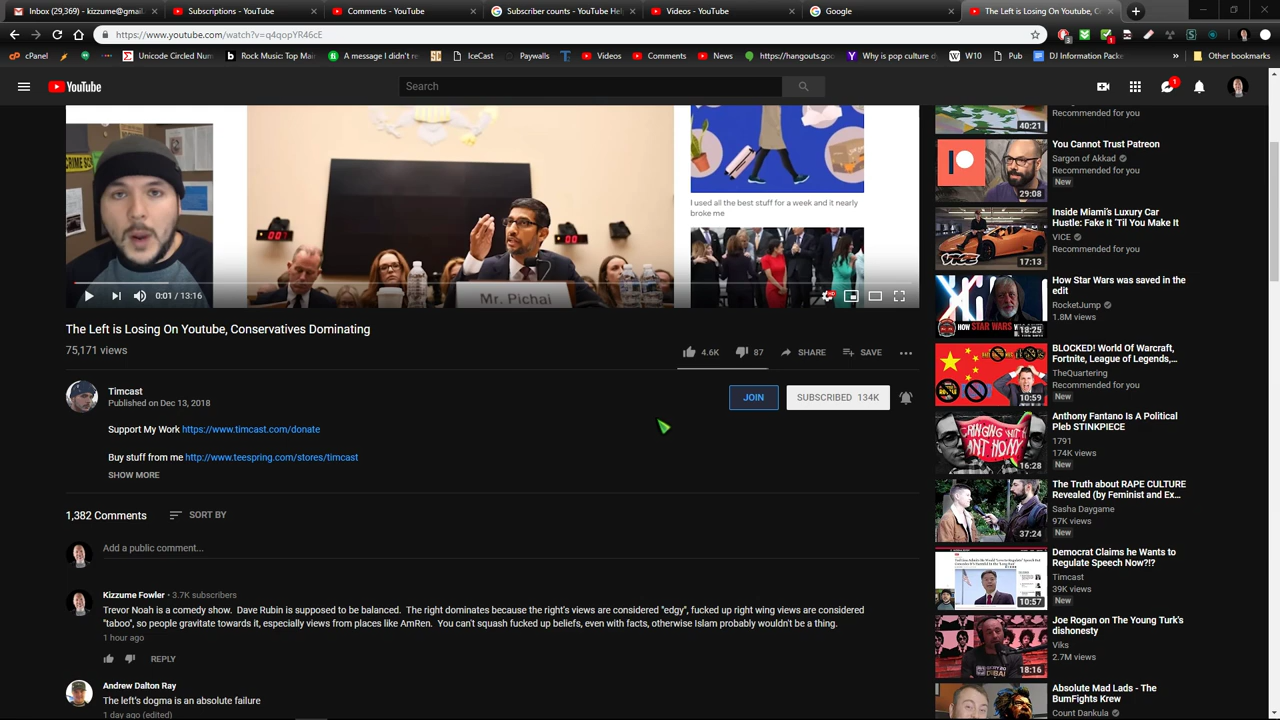 Inbox (29,369) - kizzume@gmail.
Subscriptions - YouTube
Comments - YouTube
Subscriber counts - YouTube Hel
Videos - YouTube
Google
The Left is Losing On Youtube, C
https://www.youtube.com/watch?v=q4qopYR46cE
cPanel
Unicode Circled Num
Rock Music: Top Main
A message I didn't re
IceCast
Paywalls
Videos
Comments
News
https://hangouts.goo
Why is pop culture d
W10
Pub
DJ Information Packe
Other bookmarks
YouTube
Search
1
CRIME S
I used all the best stuff for a week and it nearly
broke me
Mr. Pichai
0:01 / 13:16
HD
The Left is Losing On Youtube, Conservatives Dominating
75,171 views
4.6K
87
SHARE
SAVE
Timcast
Published on Dec 13, 2018
JOIN
SUBSCRIBED 134K
Support My Work https://www.timcast.com/donate
Buy stuff from me http://www.teespring.com/stores/timcast
SHOW MORE
1,382 Comments
SORT BY
Add a public comment...
Kizzume Fowler • 3.7K subscribers
Trevor Noah is a comedy show. Dave Rubin is supposed to be balanced. The right dominates because the right's views are considered "edgy", fucked up right winy views are considered
"taboo", so people gravitate towards it, especially views from places like AmRen. You can't squash fucked up beliefs, even with facts, otherwise Islam probably wouldn't be a thing.
1 hour ago
REPLY
Andrew Dalton Ray
The left's dogma is an absolute failure
1 day ago (edited)
40:21
Recommended for you
You Cannot Trust Patreon
Sargon of Akkad
Recommended for you
New
29:08
Inside Miami's Luxury Car
Hustle: Fake It 'Til You Make It
VICE
Recommended for you
VICE
17:13
How Star Wars was saved in the
edit
RocketJump
1.8M views
HOW STAR WARS
18:25
BLOCKED! World Of Warcraft,
Fortnite, League of Legends,...
TheQuartering
Recommended for you
New
10:59
Anthony Fantano Is A Political
Pleb STINKPIECE
1791
174K views
New
16:28
The Truth about RAPE CULTURE
Revealed (by Feminist and Ex...
Sasha Daygame
97K views
New
37:24
Democrat Claims he Wants to
Regulate Speech WTF?!?
Timcast
39K views
New
10:57
Joe Rogan on The Young Turk's
dishonesty
Viks
2.7M views
18:16
Absolute Mad Lads - The
BumFights Krew
Count Dankula